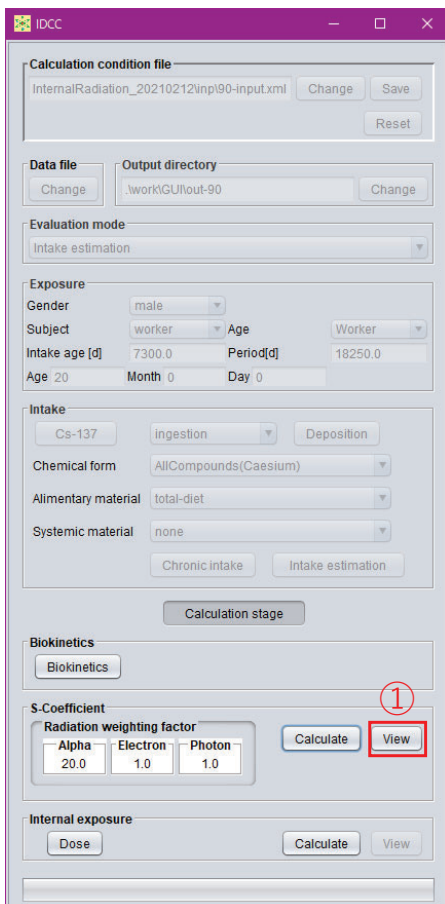 IDCC
Calculation condition file
InternalRadiation_20210212\inp\90-input.xml Change Save
Reset
Data file Output directory
Change .\work\GUI\out-90 Change
Evaluation mode
Intake estimation
Exposure
Gender male
Subject worker Age Worker
Intake age [d] 7300.0 Period[d] 18250.0
Age 20 Month 0 Day 0
Intake
Cs-137 ingestion Deposition
Chemical form AllCompounds(Caesium)
Alimentary material total-diet
Systemic material none
Chronic intake Intake estimation
Calculation stage
Biokinetics
Biokinetics
①
S-Coefficient
Radiation weighting factor
Alpha Electron Photon Calculate View
20.0 1.0 1.0
Internal exposure
Dose Calculate View